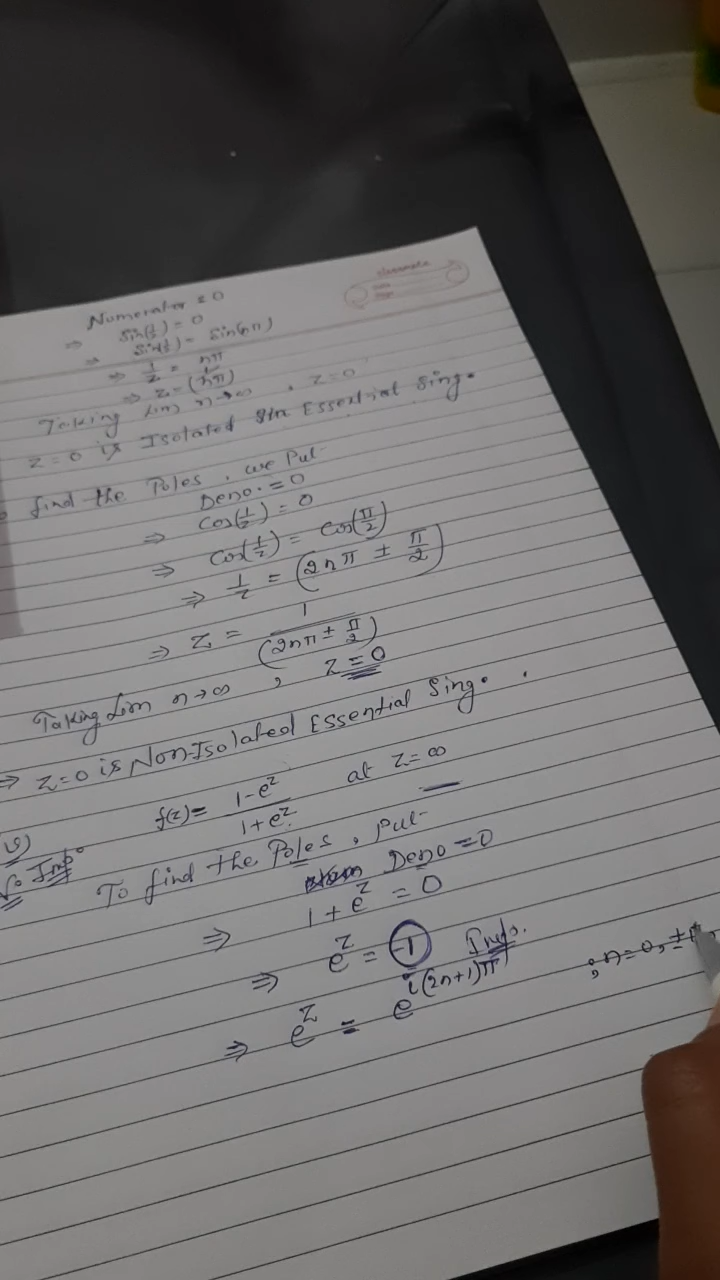 Numerator = 0
⇒ Sin(1/z) = 0
⇒ Sin(1/z) = Sin(nπ)
⇒ 1/z = nπ
⇒ z = (1/nπ)
Taking lim n→∞, z=0
z=0 is Isolated Essential Sing.
find the Poles, we Put
Deno. = 0
⇒ Cos(1/z) = 0
⇒ Cos(1/z) = Cos(π/2)
⇒ 1/z = (2nπ ± π/2)
⇒ Z = 1/(2nπ ± π/2)
Taking Lim n→∞, Z=0
⇒ Z=0 is Non-Isolated Essential Sing.
f(z) = (1-e^z)/(1+e^z) at Z=∞
Imp.
To find the Poles, Put
Deno = 0
⇒ 1+e^z = 0
⇒ e^z = -1
⇒ e^z = e^i(2n+1)π ; n=0, ±1,